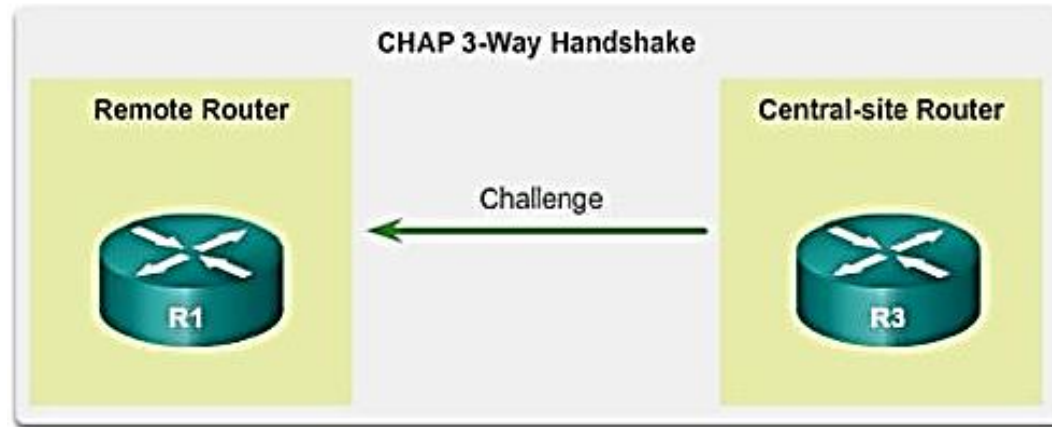 CHAP 3-Way Handshake
Remote Router
Central-site Router
Challenge
R1
R3